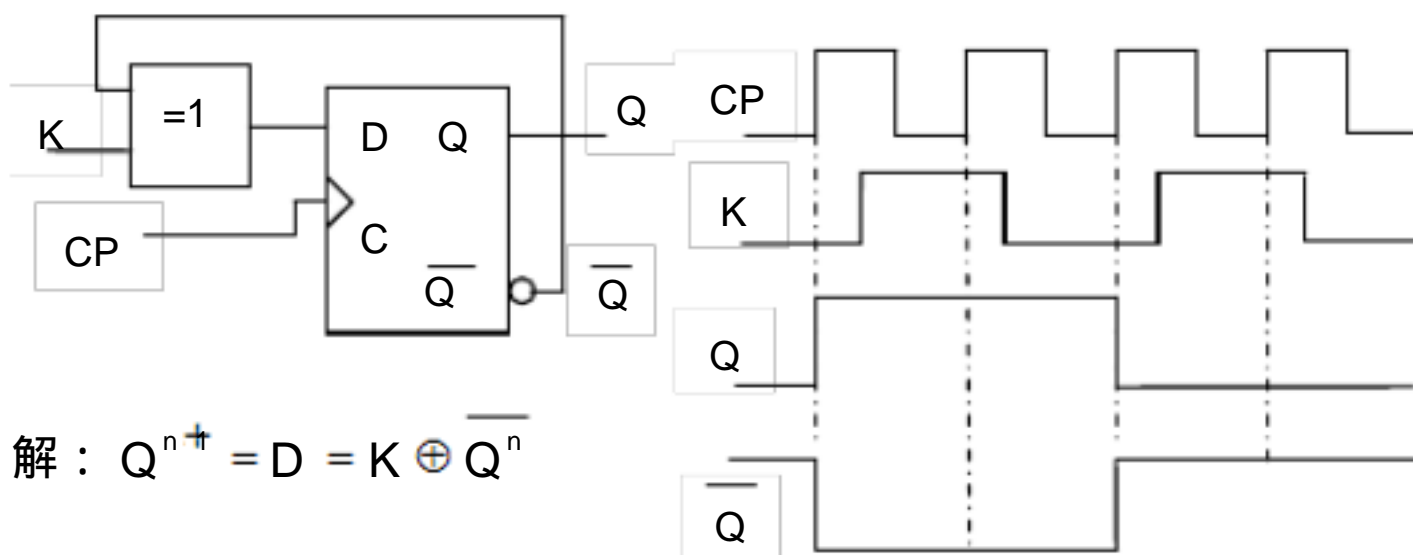 =1
K
D Q
C
CP
Q̅
Q̅
Q
CP
K
Q
Q̅
解：Qⁿ⁺¹ = D = K ⊕ Q̅ⁿ̅